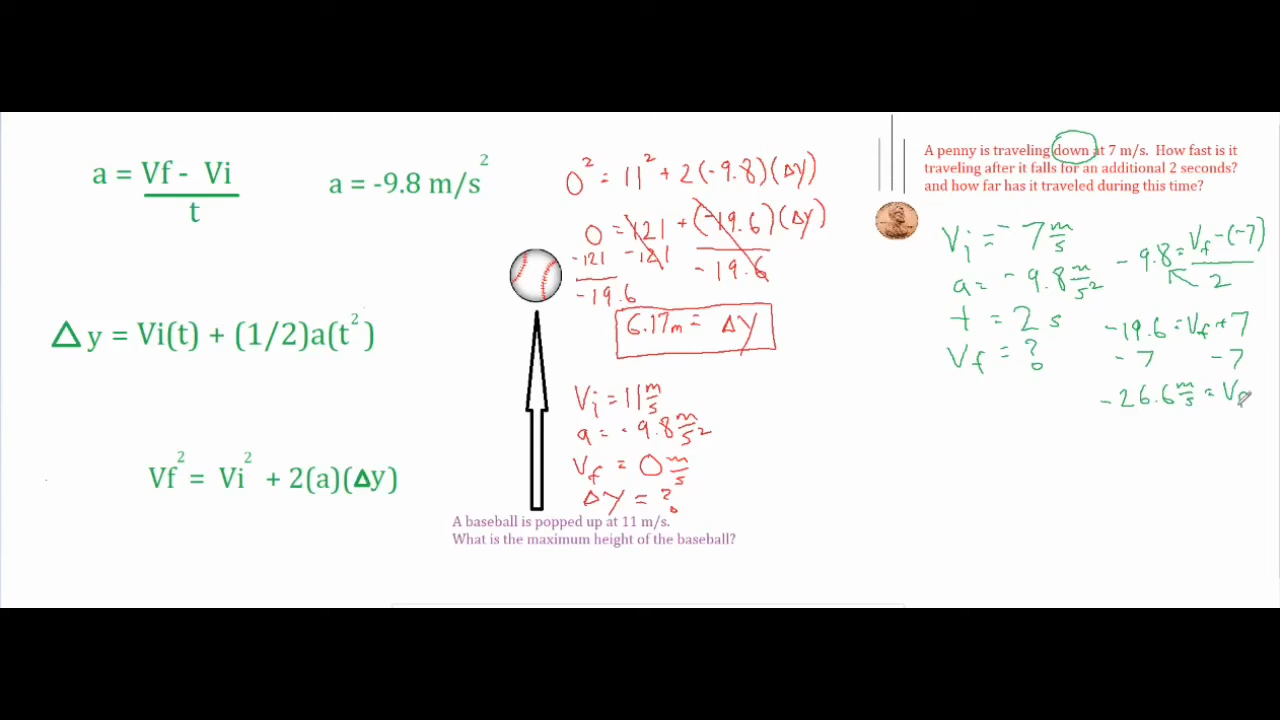 a = Vf - Vi
t
a = -9.8 m/s²
Δy = Vi(t) + (1/2)a(t²)
Vf² = Vi² + 2(a)(Δy)
0² = 11² + 2(-9.8)(Δy)
0 = 121 + (-19.6)(Δy)
-121 -121
-19.6 -19.6
6.17m = Δy
Vi = 11 m/s
a = -9.8 m/s²
Vf = 0 m/s
Δy = ?
A baseball is popped up at 11 m/s.
What is the maximum height of the baseball?
A penny is traveling down at 7 m/s. How fast is it
traveling after it falls for an additional 2 seconds?
and how far has it traveled during this time?
Vi = -7 m/s
a = -9.8 m/s²
t = 2 s
Vf = ?
-9.8 = Vf - (-7)
2
-19.6 = Vf + 7
-7 -7
-26.6 m/s = Vf